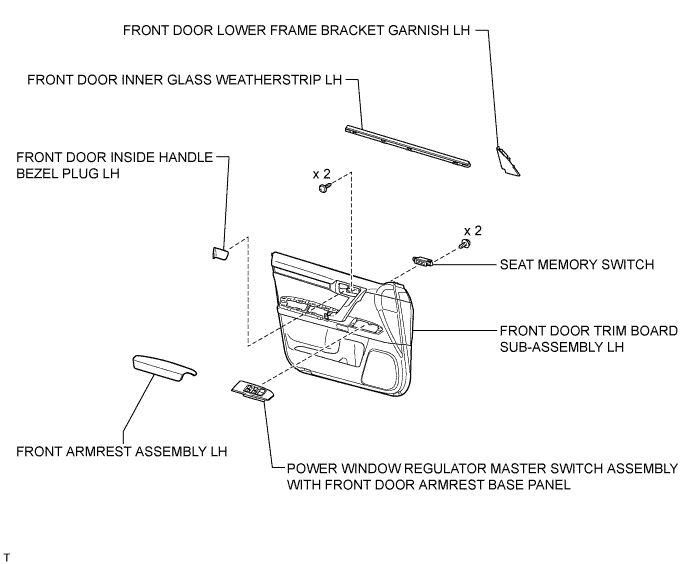 FRONT DOOR LOWER FRAME BRACKET GARNISH LH
FRONT DOOR INNER GLASS WEATHERSTRIP LH
FRONT DOOR INSIDE HANDLE
BEZEL PLUG LH
x 2
x 2
SEAT MEMORY SWITCH
FRONT DOOR TRIM BOARD
SUB-ASSEMBLY LH
FRONT ARMREST ASSEMBLY LH
POWER WINDOW REGULATOR MASTER SWITCH ASSEMBLY
WITH FRONT DOOR ARMREST BASE PANEL
T